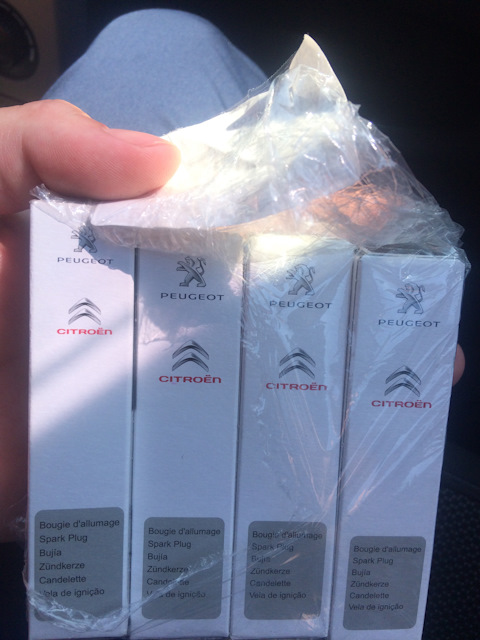 PEUGEOT
CITROËN
Bougie d'allumage
Spark Plug
Bujía
Zündkerze
Candelette
Vela de ignição
PEUGEOT
CITROËN
Bougie d'allumage
Spark Plug
Bujía
Zündkerze
Candelette
Vela de ignição
PEUGEOT
CITROËN
Bougie d'allumage
Spark Plug
Bujía
Zündkerze
Candelette
Vela de ignição
PEUGEOT
CITROËN
Bougie d'allumage
Spark Plug
Bujía
Zündkerze
Candelette
Vela de ignição